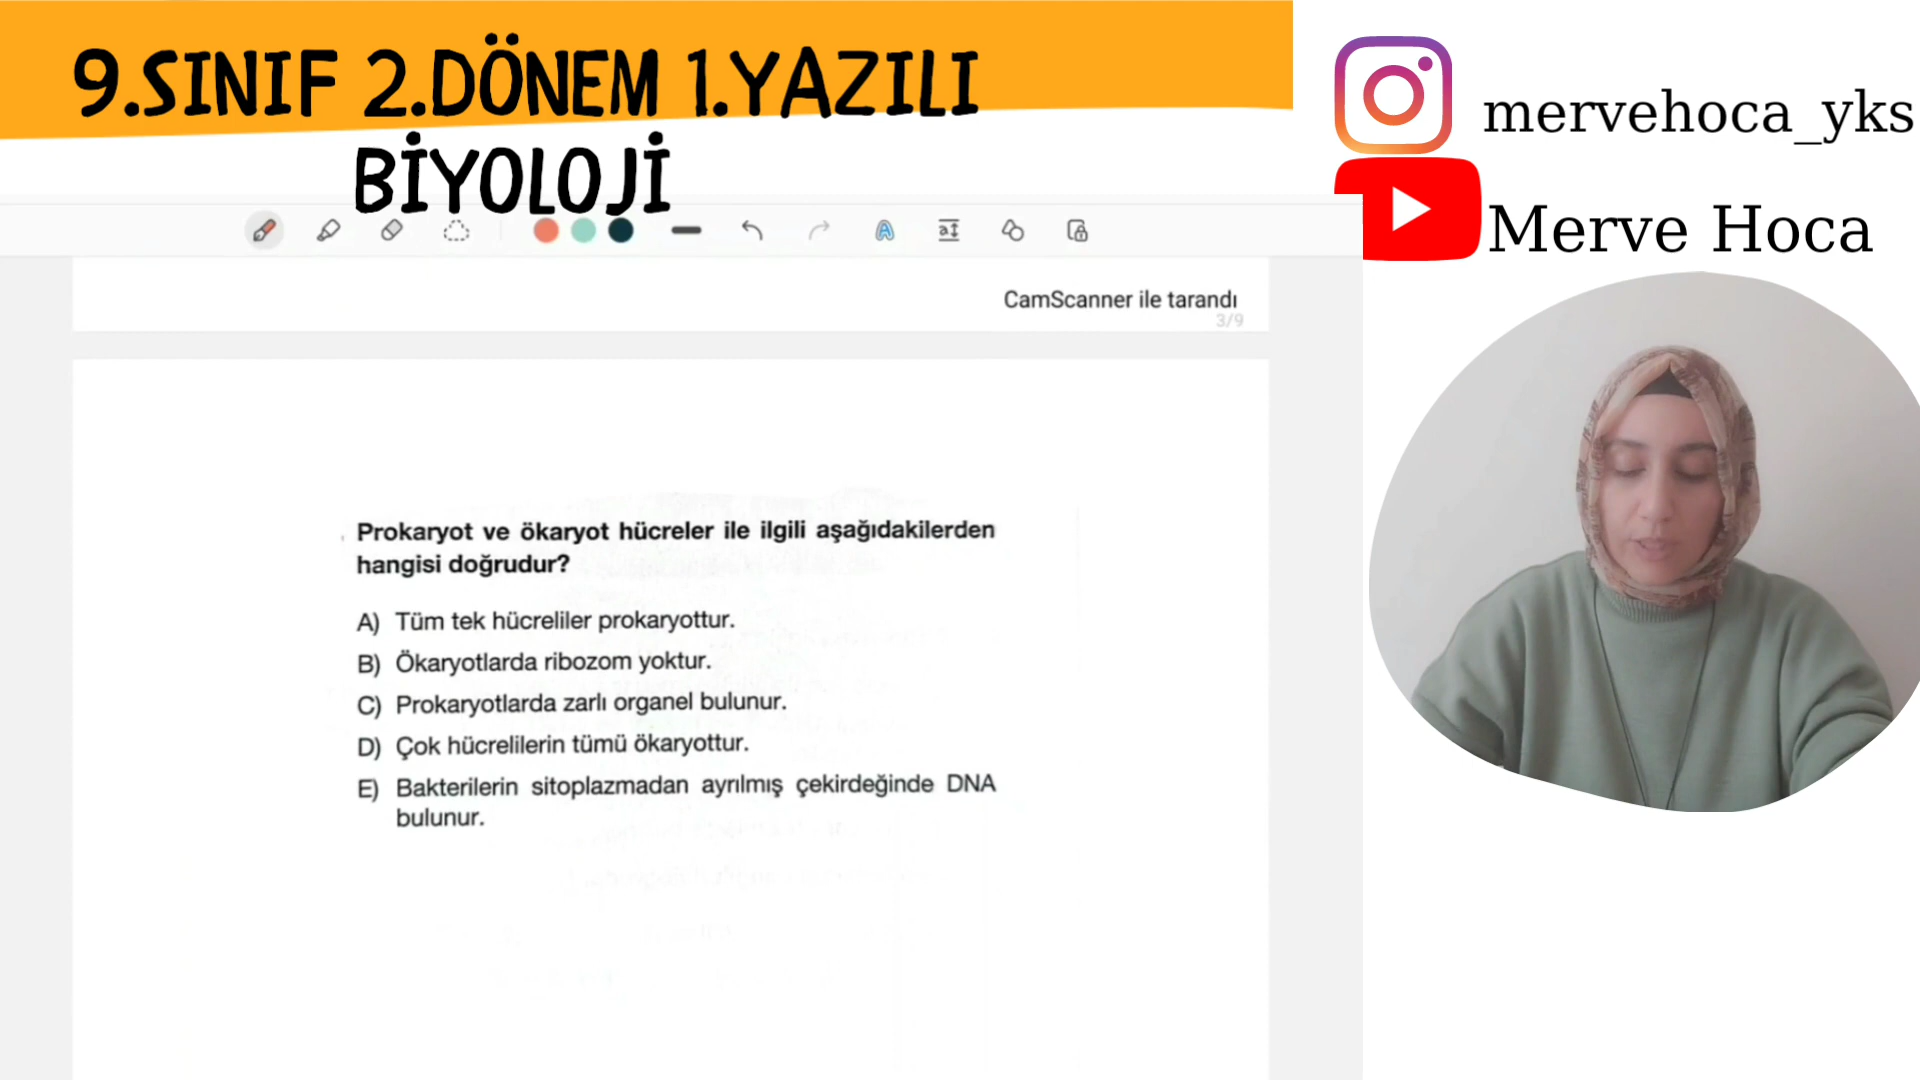 9.SINIF 2.DÖNEM 1.YAZILI
BİYOLOJİ
mervehoca_yks
Merve Hoca
CamScanner ile tarandı
3/9
Prokaryot ve ökaryot hücreler ile ilgili aşağıdakilerden
hangisi doğrudur?
A) Tüm tek hücreliler prokaryottur.
B) Ökaryotlarda ribozom yoktur.
C) Prokaryotlarda zarlı organel bulunur.
D) Çok hücrelilerin tümü ökaryottur.
E) Bakterilerin sitoplazmadan ayrılmış çekirdeğinde DNA
bulunur.